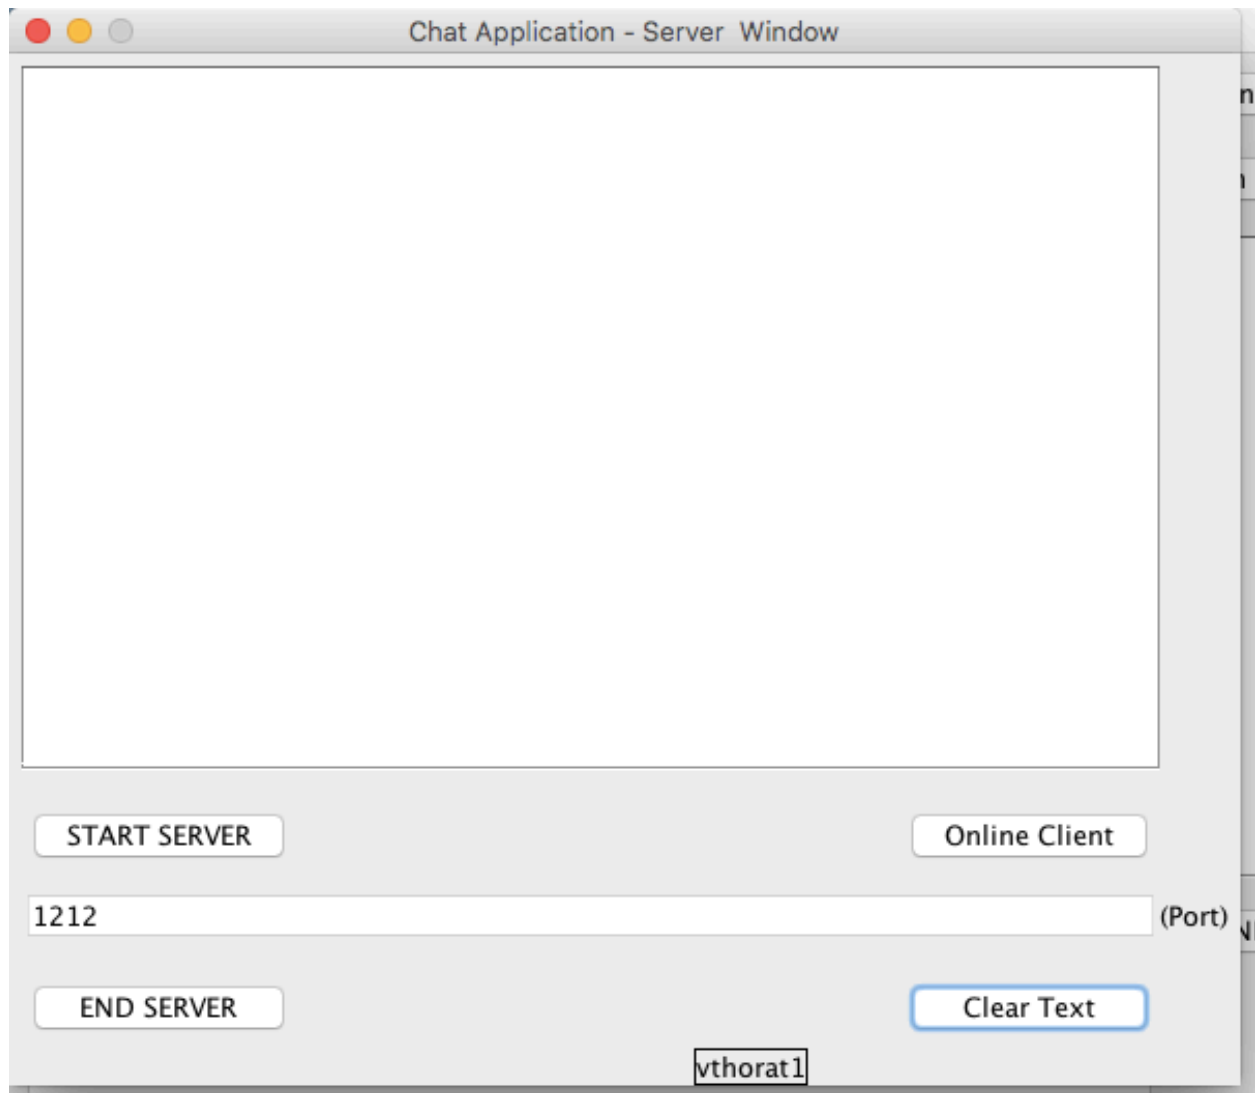 Chat Application - Server  Window
START SERVER
Online Client
1212
(Port)
END SERVER
Clear Text
vthorat1